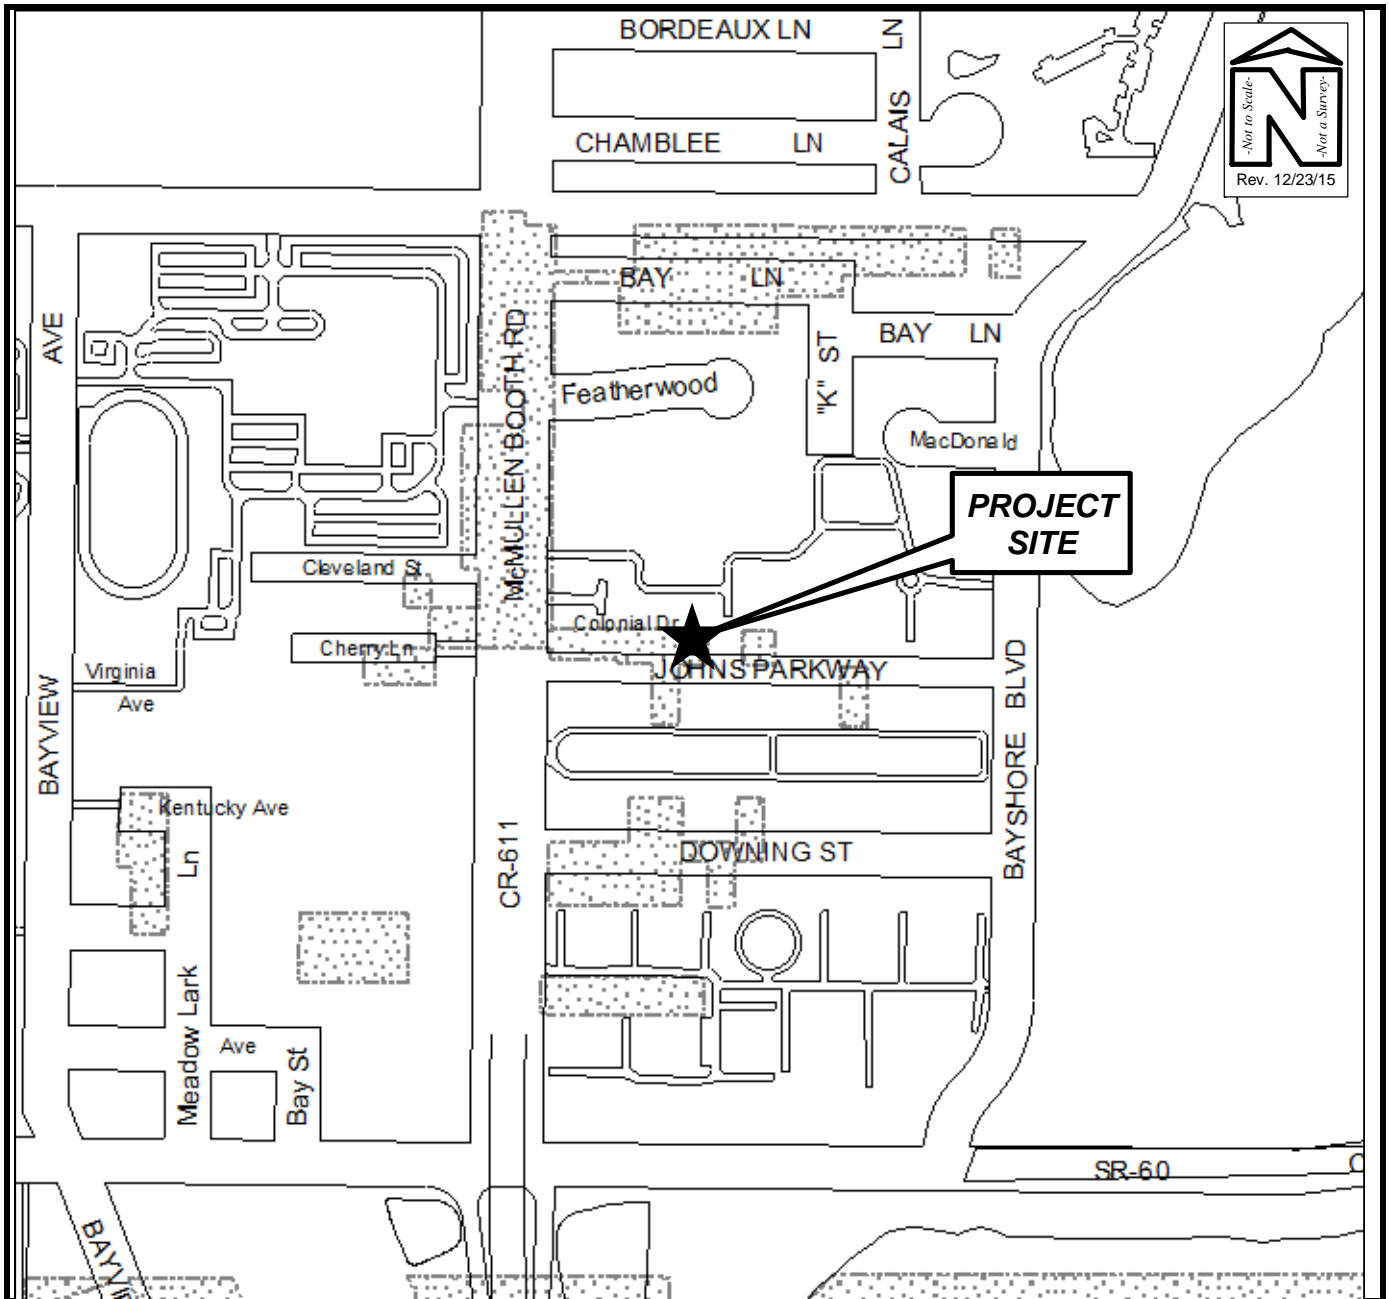 BORDEAUX LN
LN
CALAIS
CHAMBLEE LN
-Not to Scale-
-Not a Survey-
N
Rev. 12/23/15
BAY LN
BAY LN
AVE
BAYVIEW
McMULLEN BOOTH RD
"K" ST
Featherwood
MacDonald
PROJECT
SITE
Cleveland St
Colonial Dr
Cherry Ln
JOHNS PARKWAY
Virginia
Ave
BAYSHORE BLVD
Kentucky Ave
Ln
Meadow Lark
CR-611
DOWNING ST
Ave
Bay St
SR-60
BAYVI